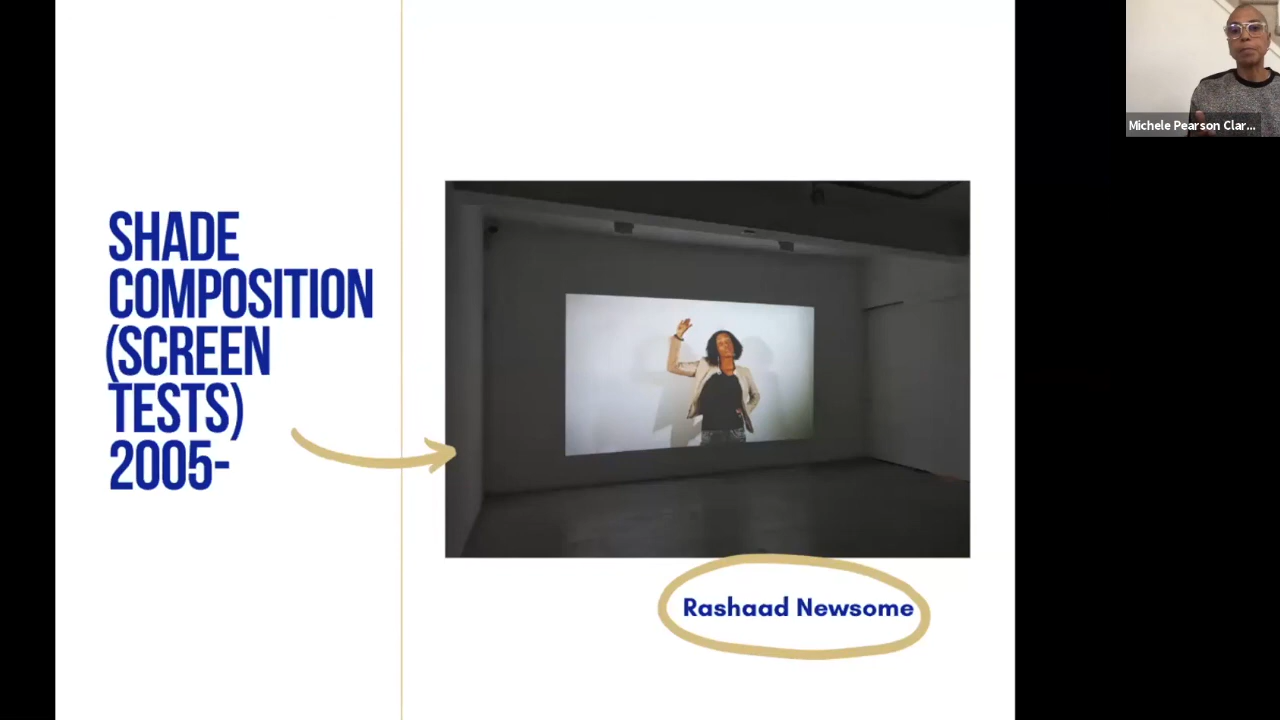 SHADE
COMPOSITION
(SCREEN
TESTS)
2005-
Rashaad Newsome
Michele Pearson Clar...